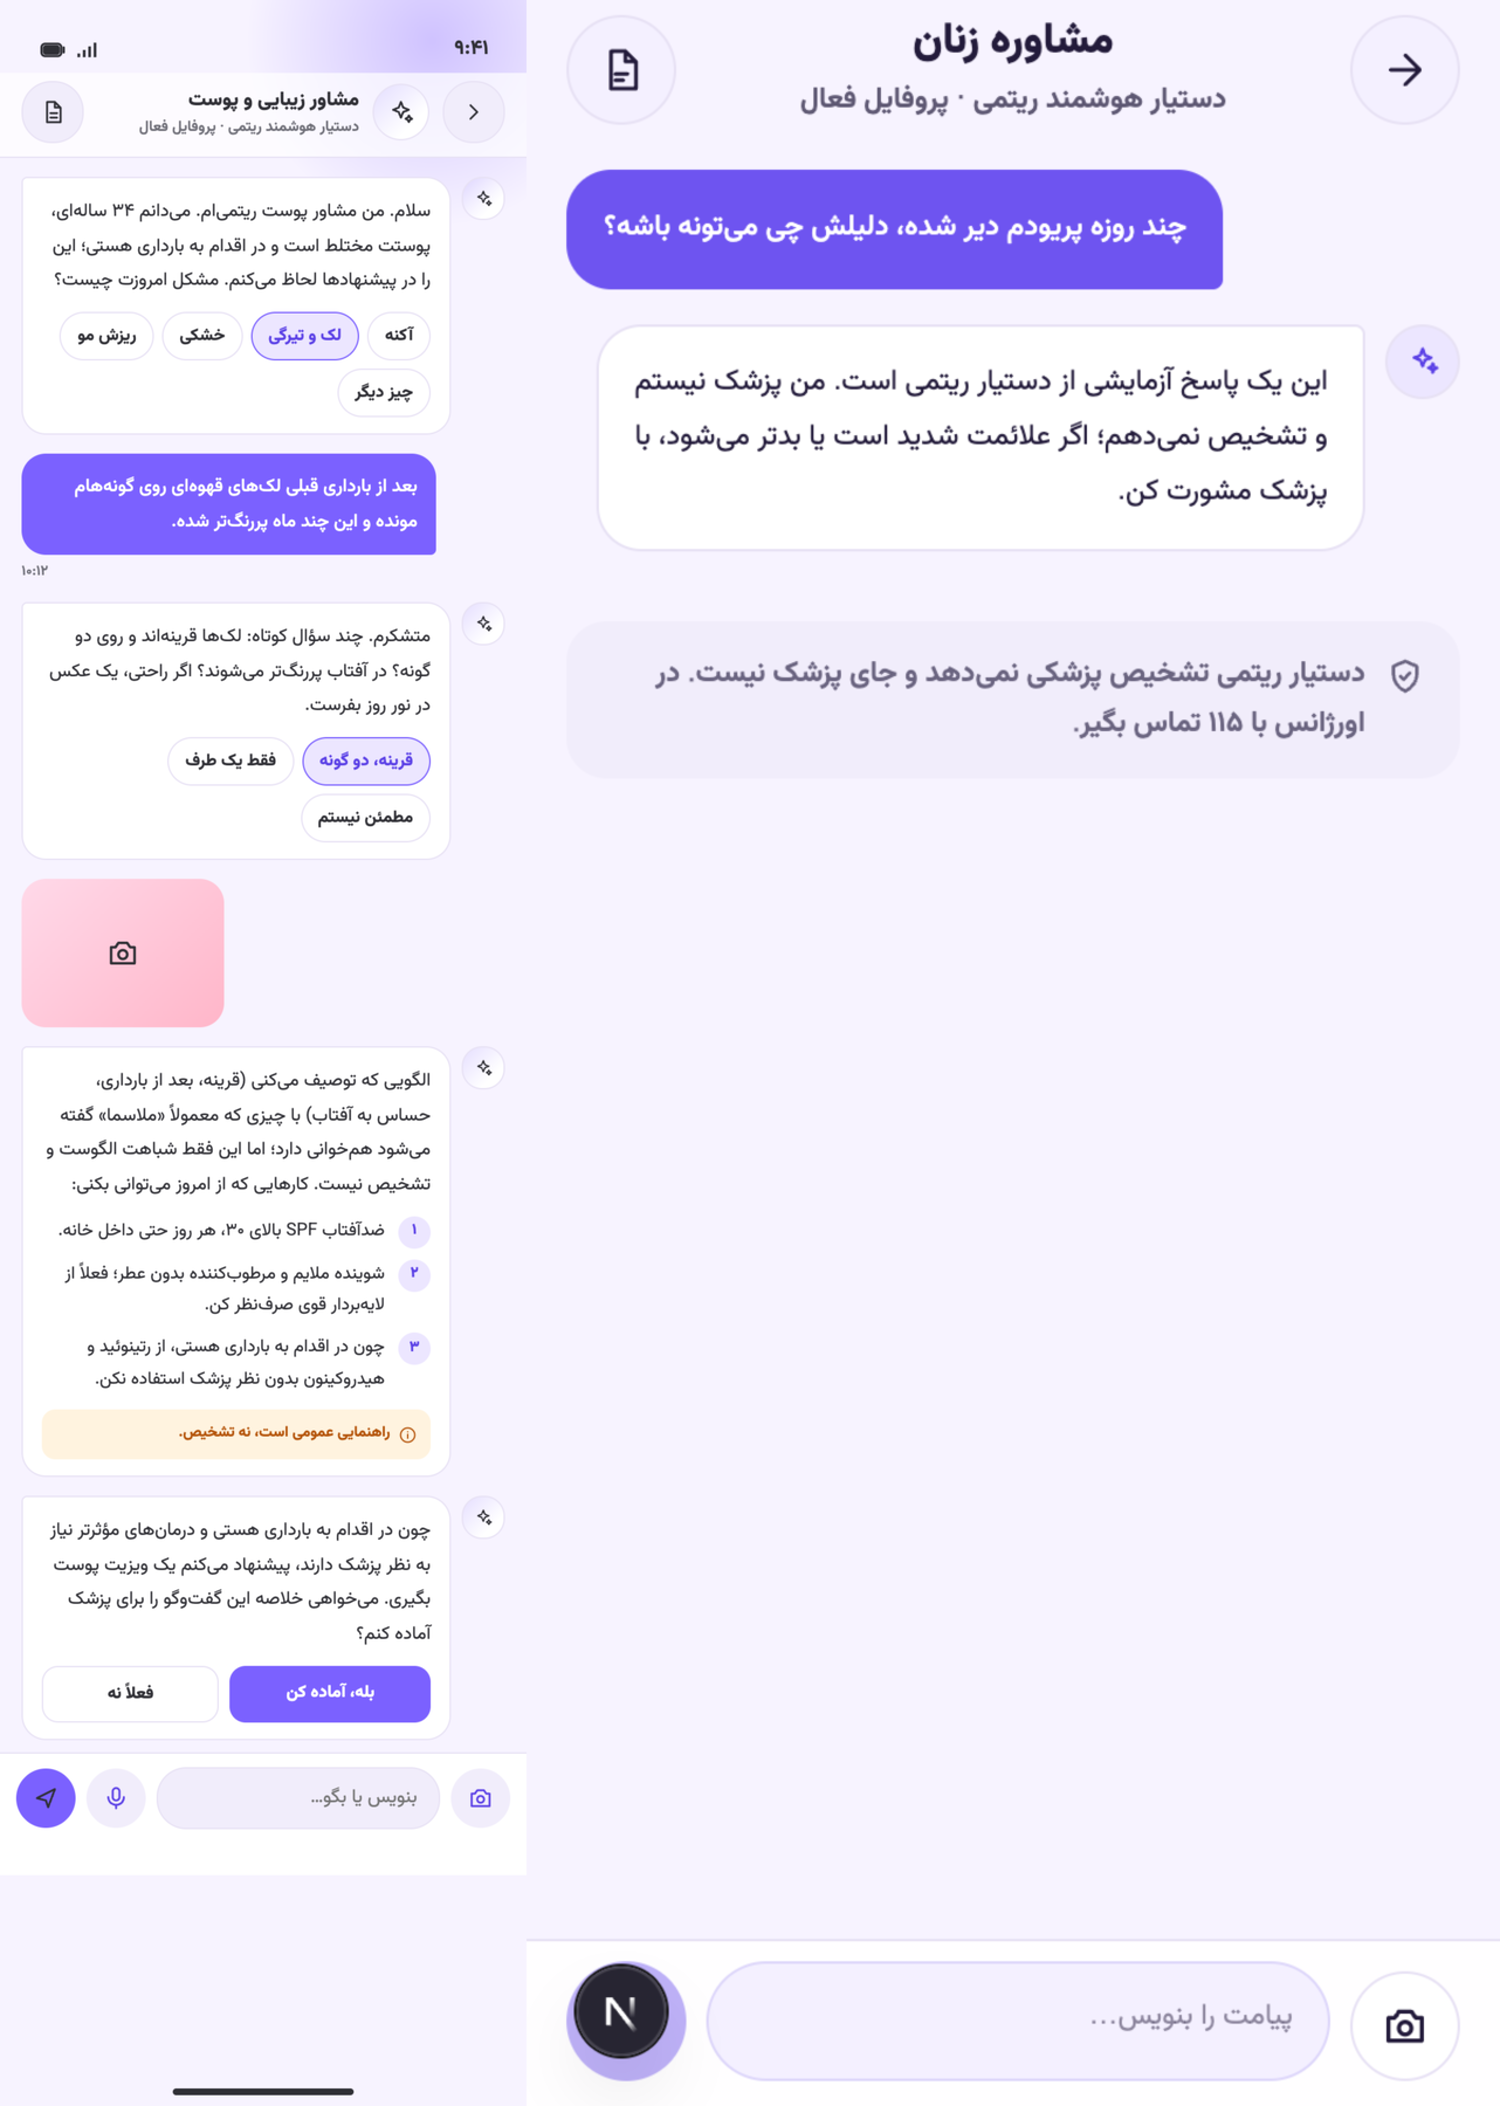 ۹:۴۱
مشاور زیبایی و پوست
دستیار هوشمند ریتمی · پروفایل فعال
سلام. من مشاور پوست ریتمی‌ام. می‌دانم ۳۴ ساله‌ای،
پوستت مختلط است و در اقدام به بارداری هستی؛ این
را در پیشنهادها لحاظ می‌کنم. مشکل امروزت چیست؟
آکنه
لک و تیرگی
خشکی
ریزش مو
چیز دیگر
بعد از بارداری قبلی لک‌های قهوه‌ای روی گونه‌هام
مونده و این چند ماه پررنگ‌تر شده.
۱۰:۱۲
متشکرم. چند سؤال کوتاه: لک‌ها قرینه‌اند و روی دو
گونه؟ در آفتاب پررنگ‌تر می‌شوند؟ اگر راحتی، یک عکس
در نور روز بفرست.
قرینه، دو گونه
فقط یک طرف
مطمئن نیستم
الگویی که توصیف می‌کنی (قرینه، بعد از بارداری،
حساس به آفتاب) با چیزی که معمولاً «ملاسما» گفته
می‌شود هم‌خوانی دارد؛ اما این فقط شباهت الگوست و
تشخیص نیست. کارهایی که از امروز می‌توانی بکنی:
۱ ضدآفتاب SPF بالای ۳۰، هر روز حتی داخل خانه.
۲ شوینده ملایم و مرطوب‌کننده بدون عطر؛ فعلاً از
لایه‌بردار قوی صرف‌نظر کن.
۳ چون در اقدام به بارداری هستی، از رتینوئید و
هیدروکینون بدون نظر پزشک استفاده نکن.
راهنمایی عمومی است، نه تشخیص.
چون در اقدام به بارداری هستی و درمان‌های مؤثرتر نیاز
به نظر پزشک دارند، پیشنهاد می‌کنم یک ویزیت پوست
بگیری. می‌خواهی خلاصه این گفت‌وگو را برای پزشک
آماده کنم؟
بله، آماده کن
فعلاً نه
بنویس یا بگو...
مشاوره زنان
دستیار هوشمند ریتمی · پروفایل فعال
چند روزه پریودم دیر شده، دلیلش چی می‌تونه باشه؟
این یک پاسخ آزمایشی از دستیار ریتمی است. من پزشک نیستم
و تشخیص نمی‌دهم؛ اگر علائمت شدید است یا بدتر می‌شود، با
پزشک مشورت کن.
دستیار ریتمی تشخیص پزشکی نمی‌دهد و جای پزشک نیست. در
اورژانس با ۱۱۵ تماس بگیر.
پیامت را بنویس...
N